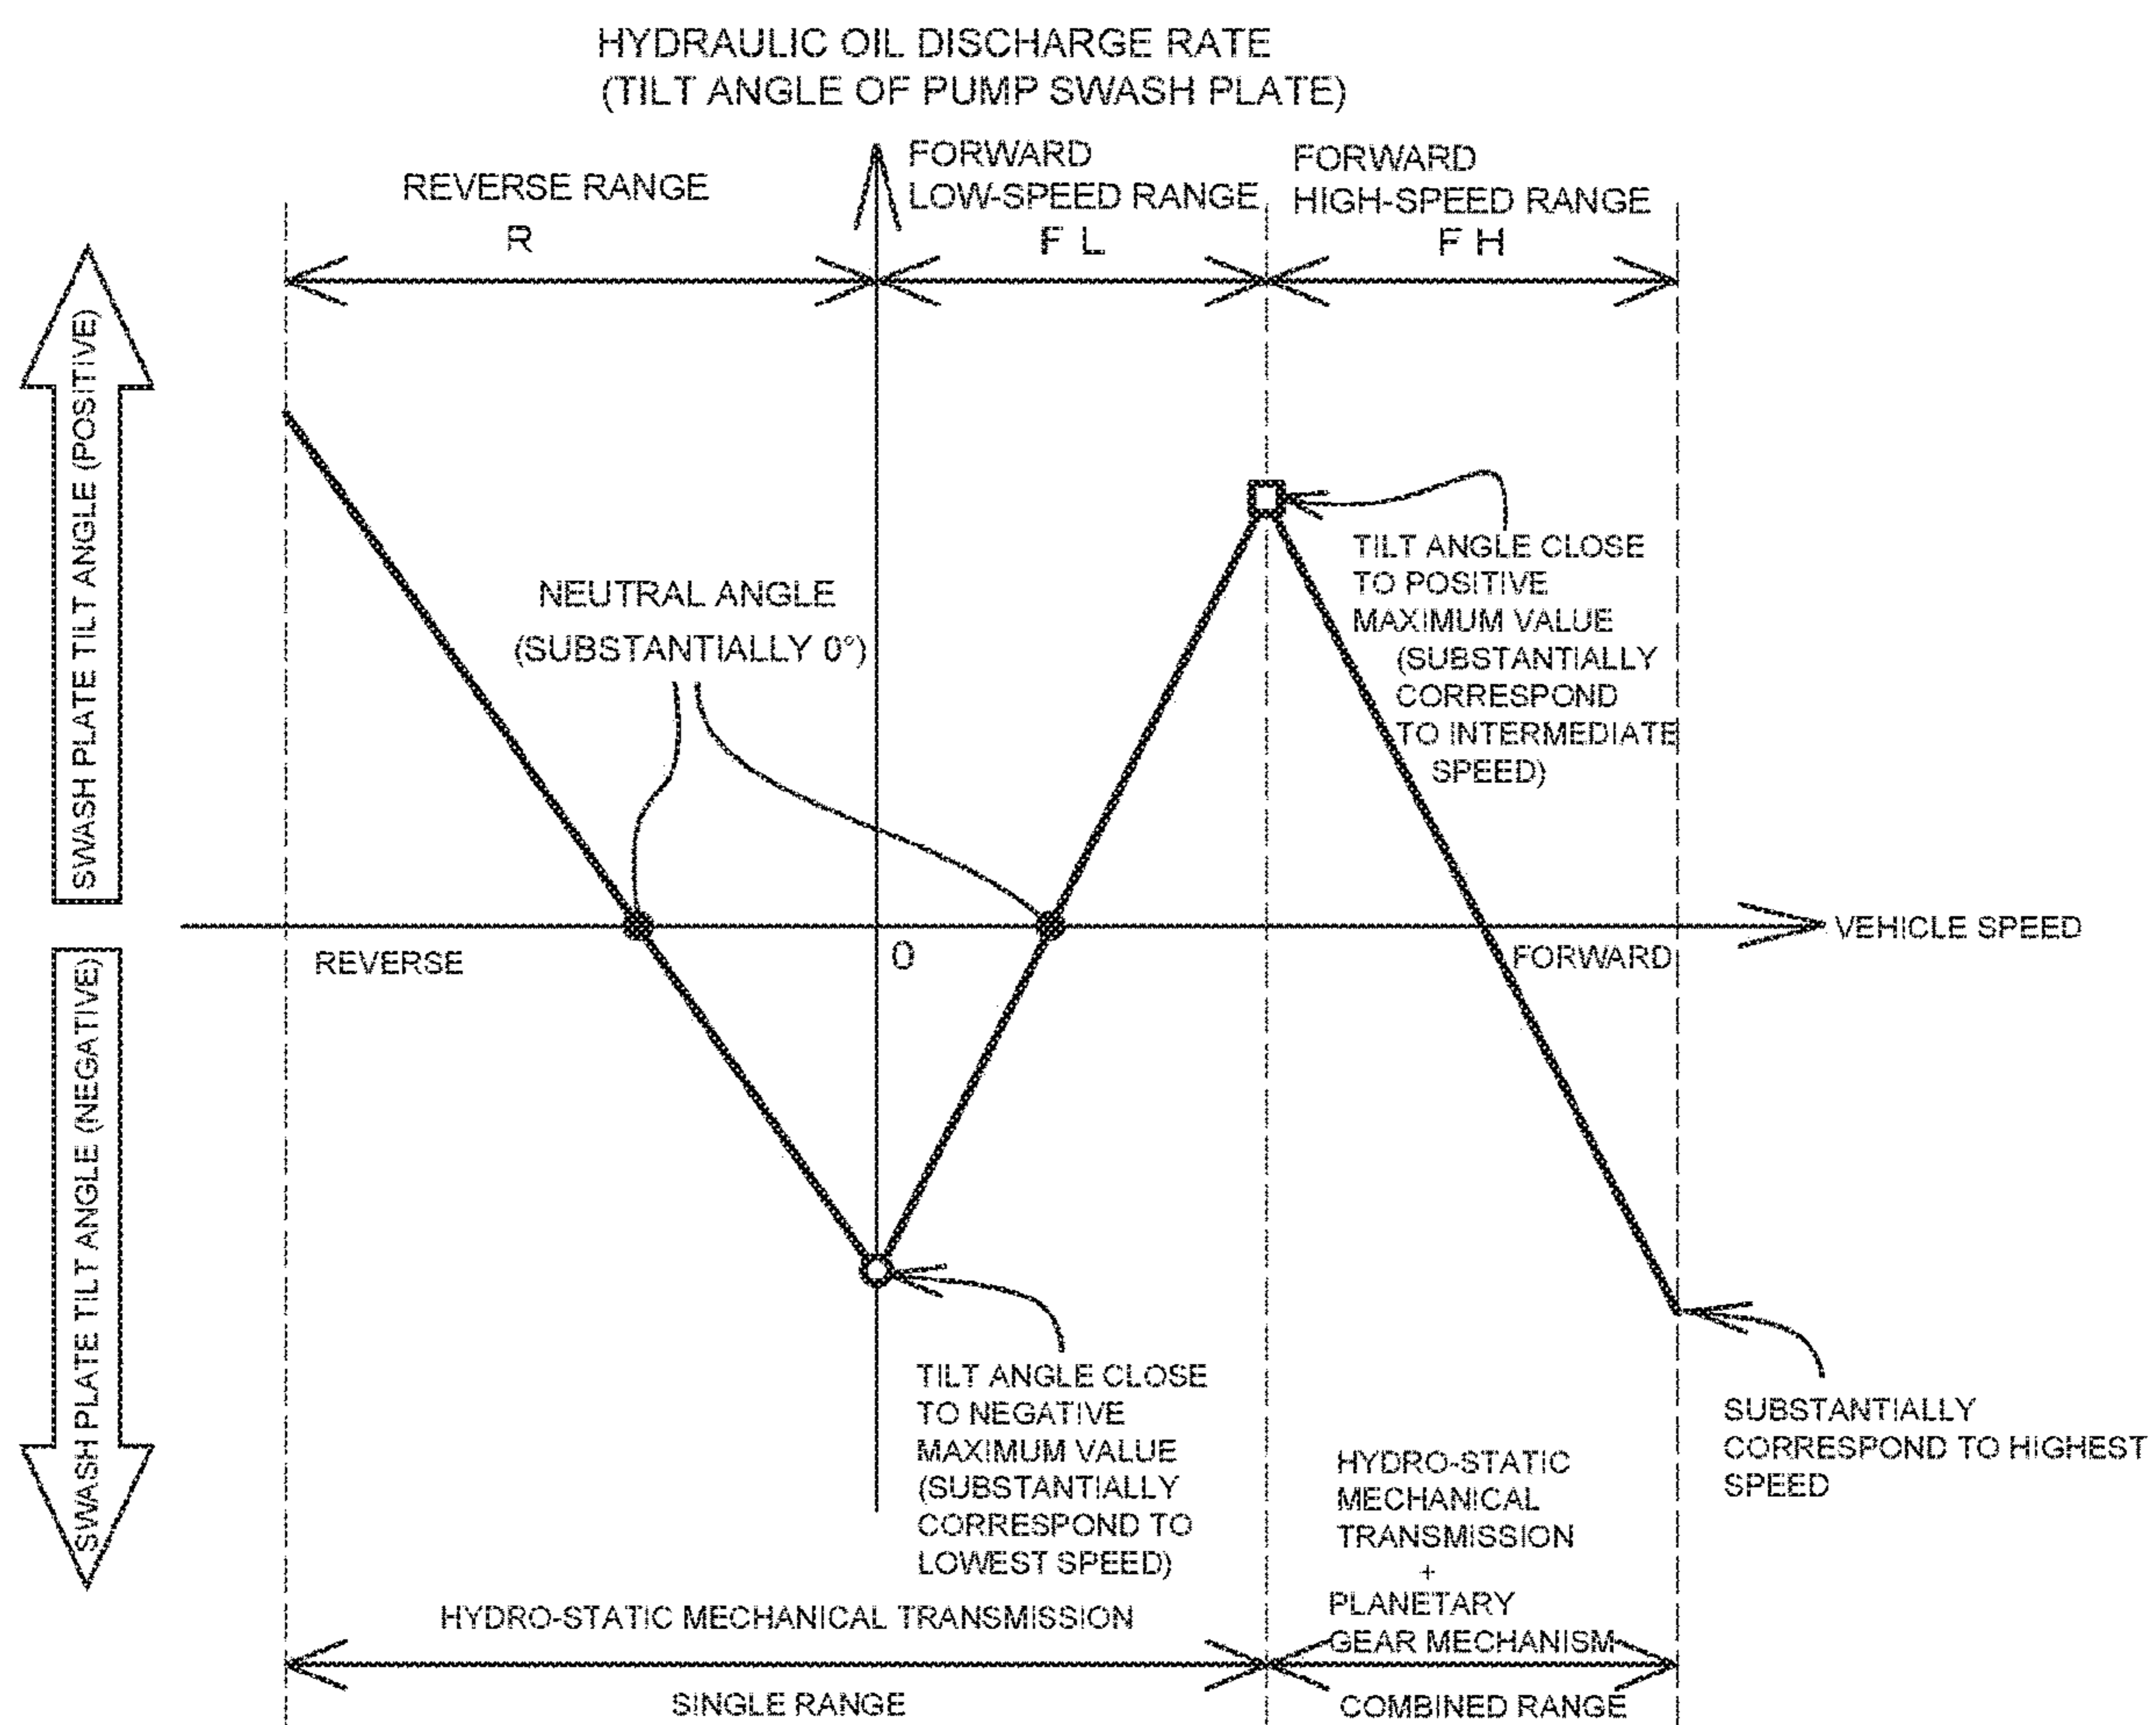 HYDRAULIC OIL DISCHARGE RATE
(TILT ANGLE OF PUMP SWASH PLATE)
REVERSE RANGE
R
FORWARD
LOW-SPEED RANGE
F L
FORWARD
HIGH-SPEED RANGE
F H
SWASH PLATE TILT ANGLE (POSITIVE)
NEUTRAL ANGLE
(SUBSTANTIALLY 0°)
TILT ANGLE CLOSE
TO POSITIVE
MAXIMUM VALUE
(SUBSTANTIALLY
CORRESPOND
TO INTERMEDIATE
SPEED)
VEHICLE SPEED
REVERSE
0
FORWARD
SWASH PLATE TILT ANGLE (NEGATIVE)
TILT ANGLE CLOSE
TO NEGATIVE
MAXIMUM VALUE
(SUBSTANTIALLY
CORRESPOND TO
LOWEST SPEED)
SUBSTANTIALLY
CORRESPOND TO HIGHEST
SPEED
HYDRO-STATIC
MECHANICAL
TRANSMISSION
+
PLANETARY
GEAR MECHANISM
HYDRO-STATIC MECHANICAL TRANSMISSION
SINGLE RANGE
COMBINED RANGE